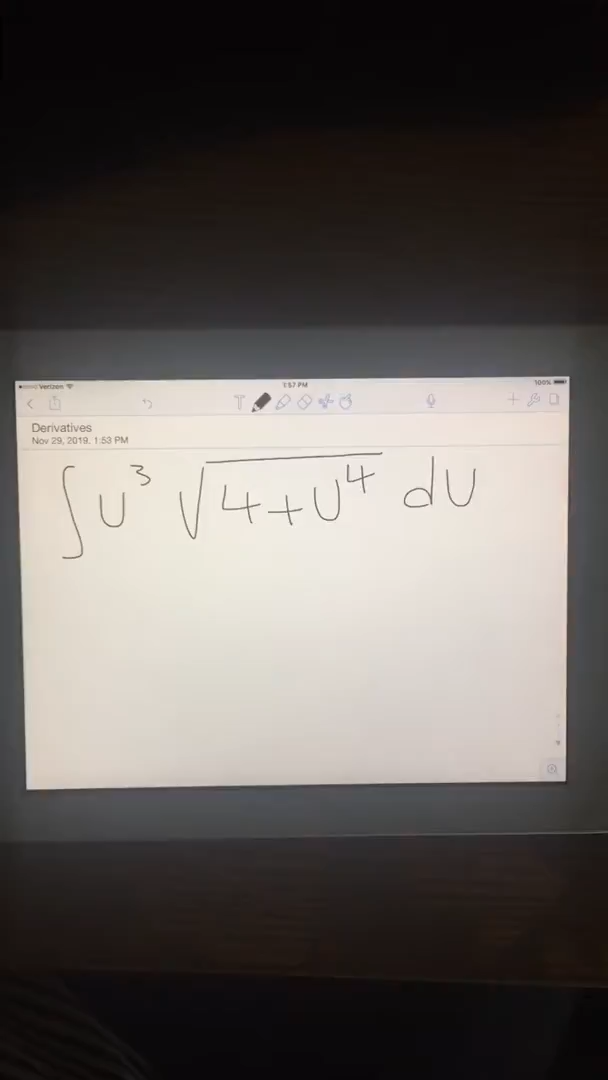 Verizon 1:57 PM 100%
T
Derivatives
Nov 29, 2019, 1:53 PM
∫ U³ √(4+U⁴) dU